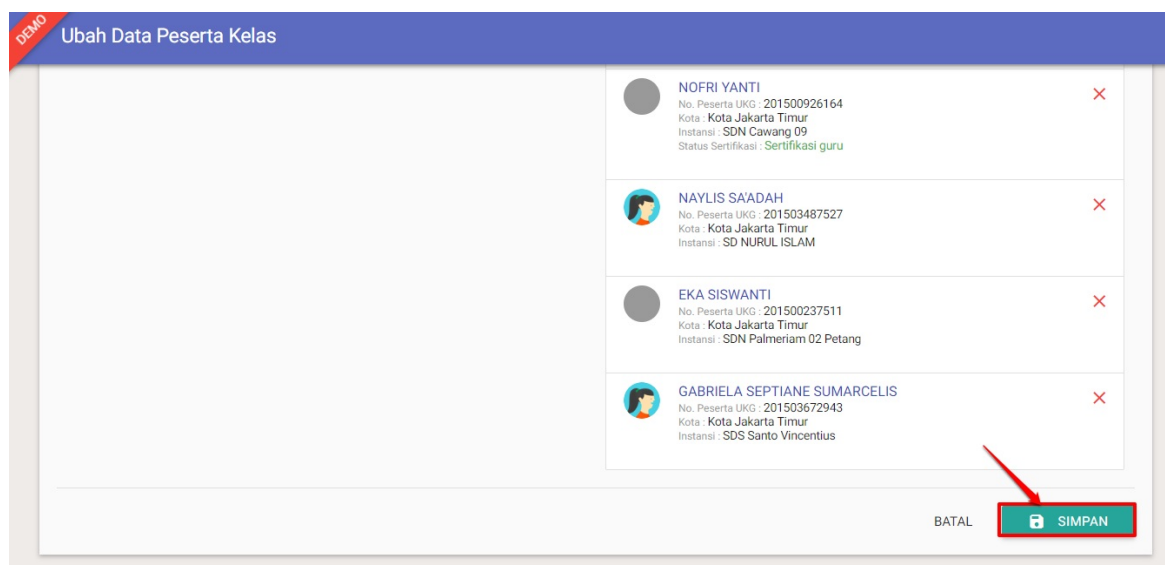 DEMO
Ubah Data Peserta Kelas
NOFRI YANTI
No. Peserta UKG : 201500926164
Kota : Kota Jakarta Timur
Instansi : SDN Cawang 09
Status Sertifikasi : Sertifikasi guru
NAYLIS SA'ADAH
No. Peserta UKG : 201503487527
Kota : Kota Jakarta Timur
Instansi : SD NURUL ISLAM
EKA SISWANTI
No. Peserta UKG : 201500237511
Kota : Kota Jakarta Timur
Instansi : SDN Palmeriam 02 Petang
GABRIELA SEPTIANE SUMARCELIS
No. Peserta UKG : 201503672943
Kota : Kota Jakarta Timur
Instansi : SDS Santo Vincentius
BATAL SIMPAN